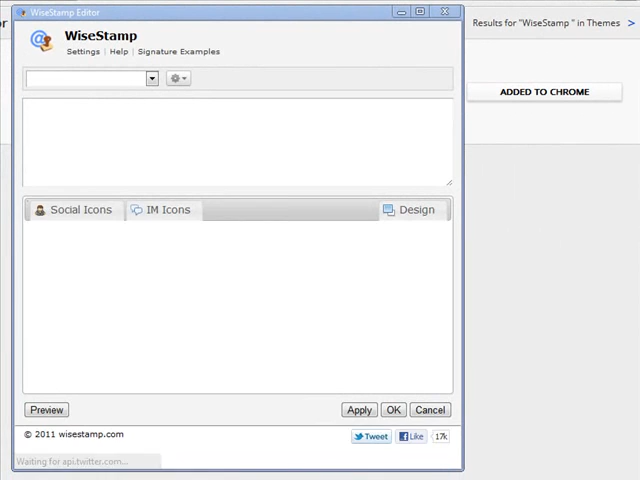 WiseStamp Editor
or
Results for "WiseStamp " in Themes >
WiseStamp
Settings | Help | Signature Examples
ADDED TO CHROME
Social Icons
IM Icons
Design
Preview
Apply
OK
Cancel
© 2011 wisestamp.com
Tweet
Like
17k
Waiting for api.twitter.com...